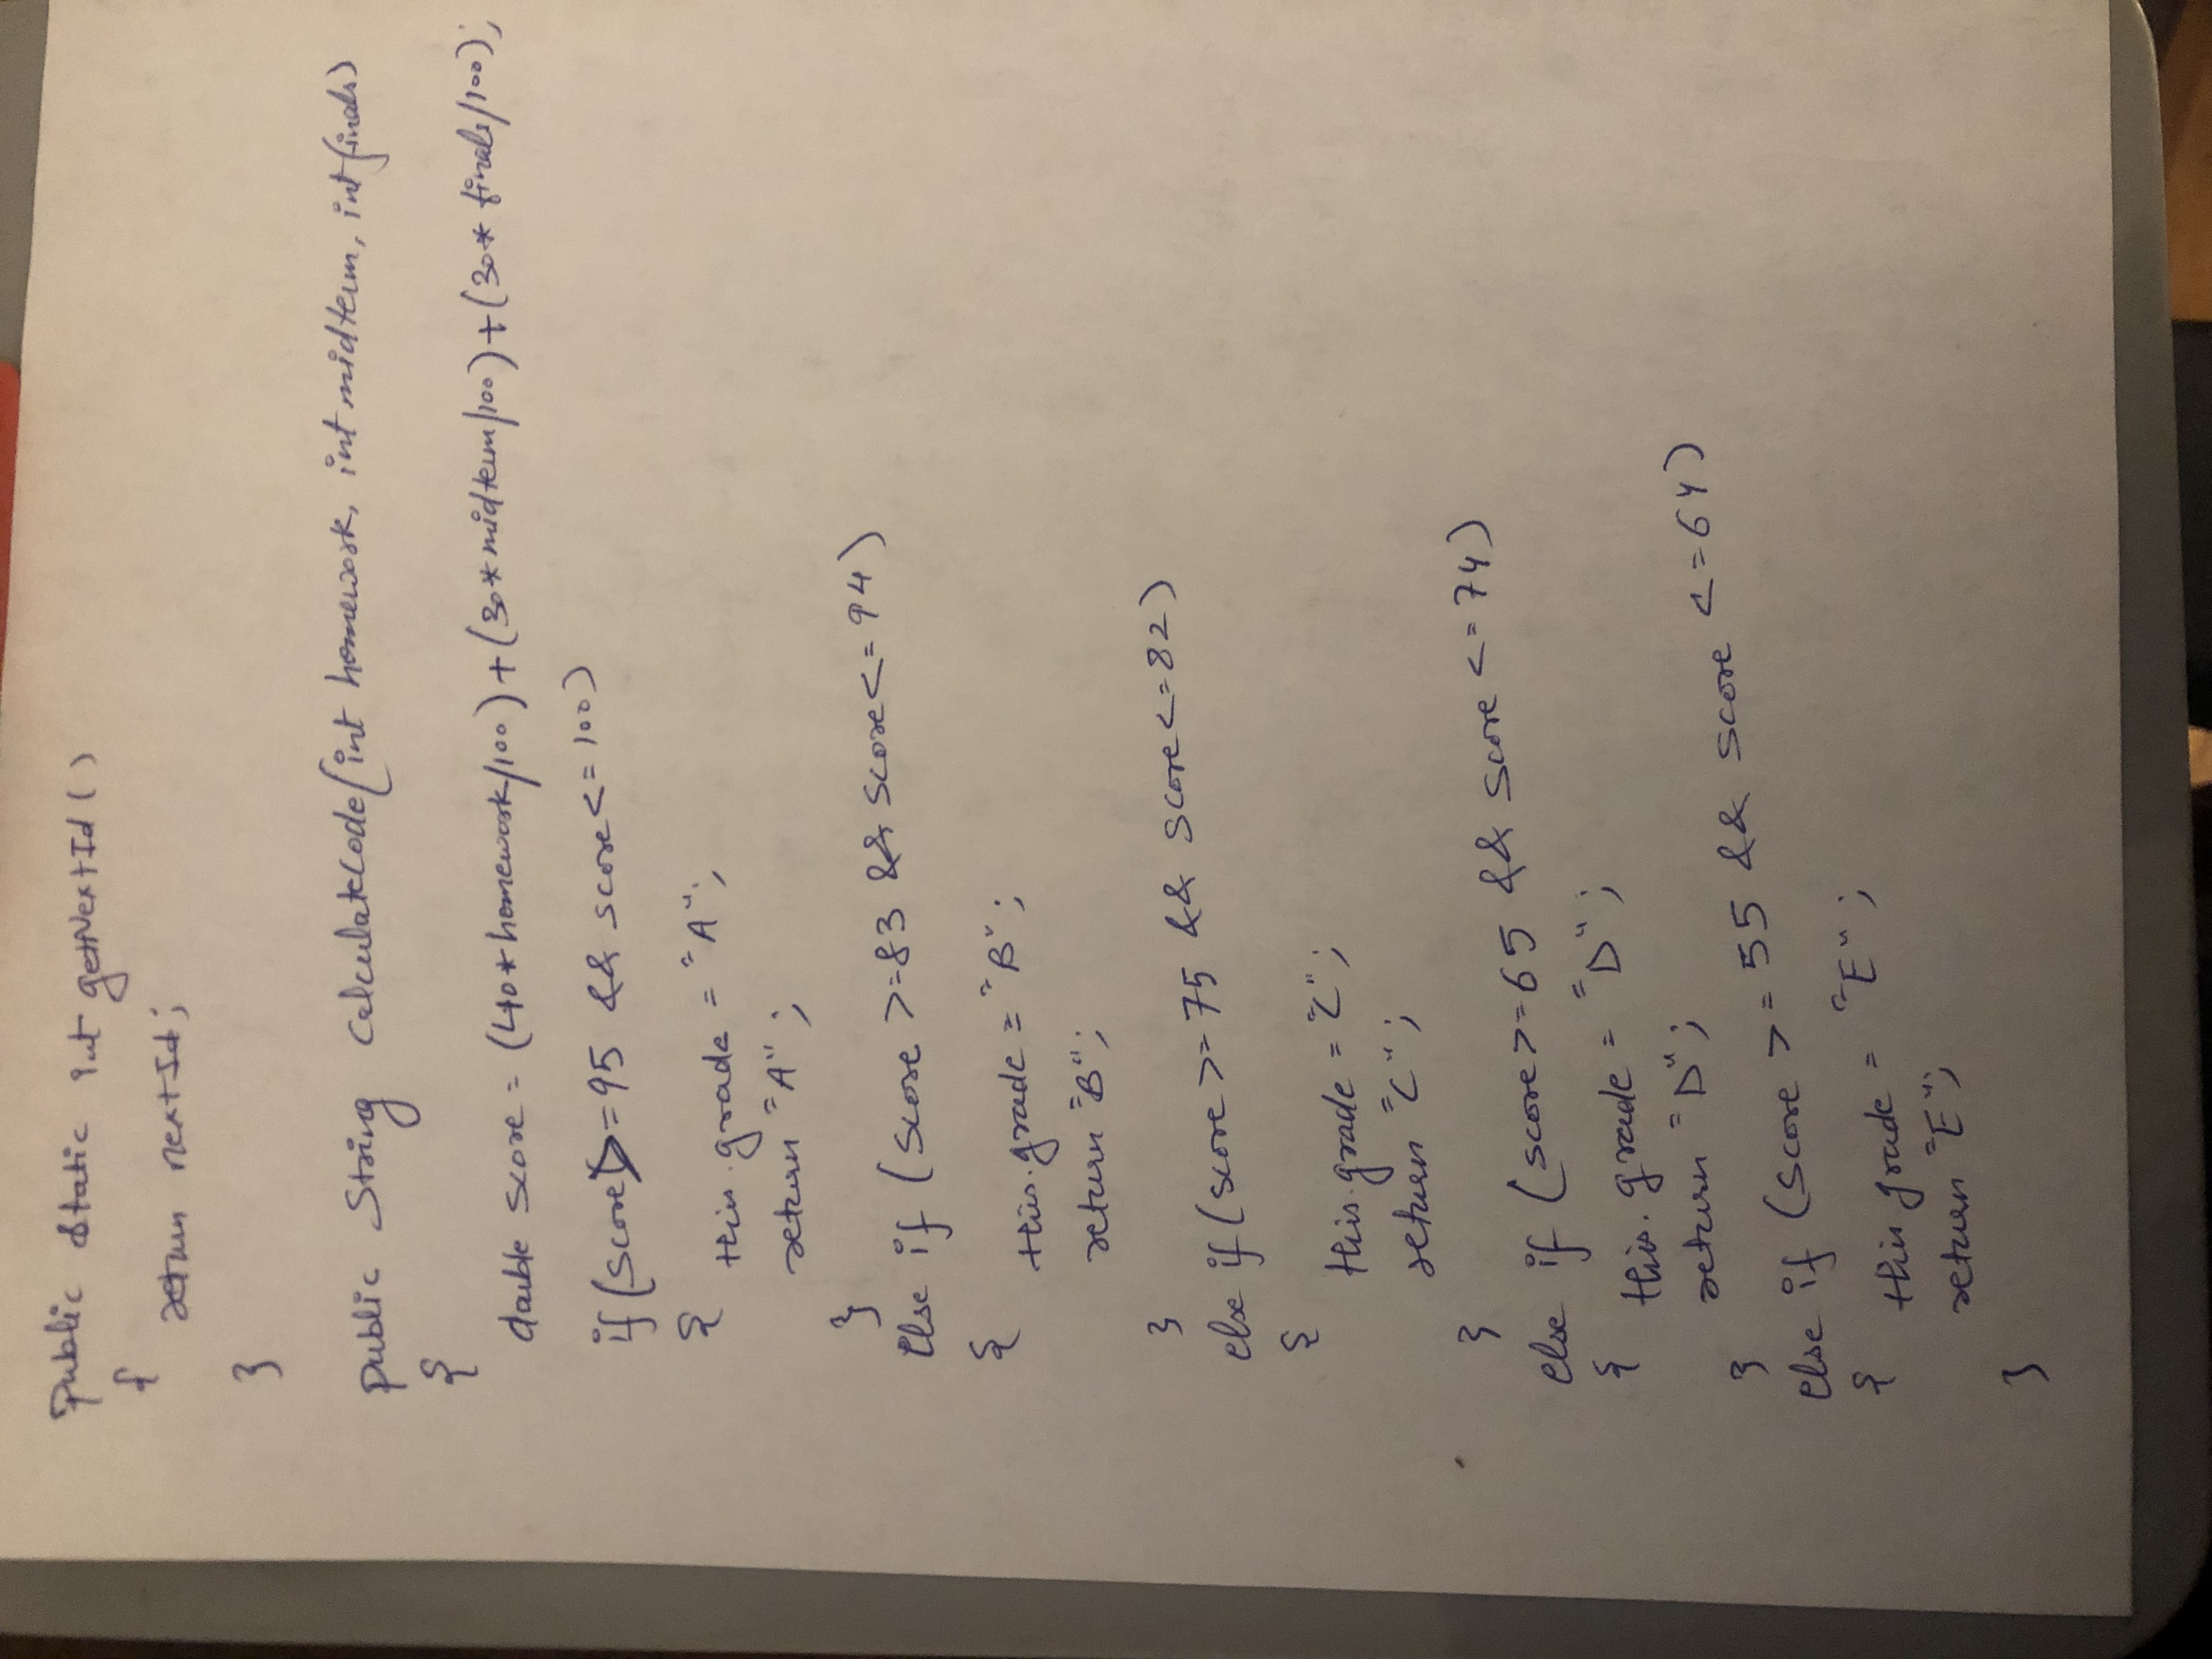 public static int getNextId()
{
return nextId;
}
public String CalculateCode(int homework, int midterm, int finals)
{
double score = (40*homework/100)+(30*midterm/100)+(30*finals/100);
if(score>=95 && score<=100)
{ this.grade = "A";
return "A";
}
else if (score >=83 && score<=94)
{
this.grade = "B";
return "B";
}
else if (score >= 75 && score<=82)
{
this.grade = "C";
return "C";
}
else if (score>=65 && score <=74)
{ this.grade = "D";
return "D";
}
else if (score >= 55 && score <=64)
{ this grade = "E";
return "E";
}